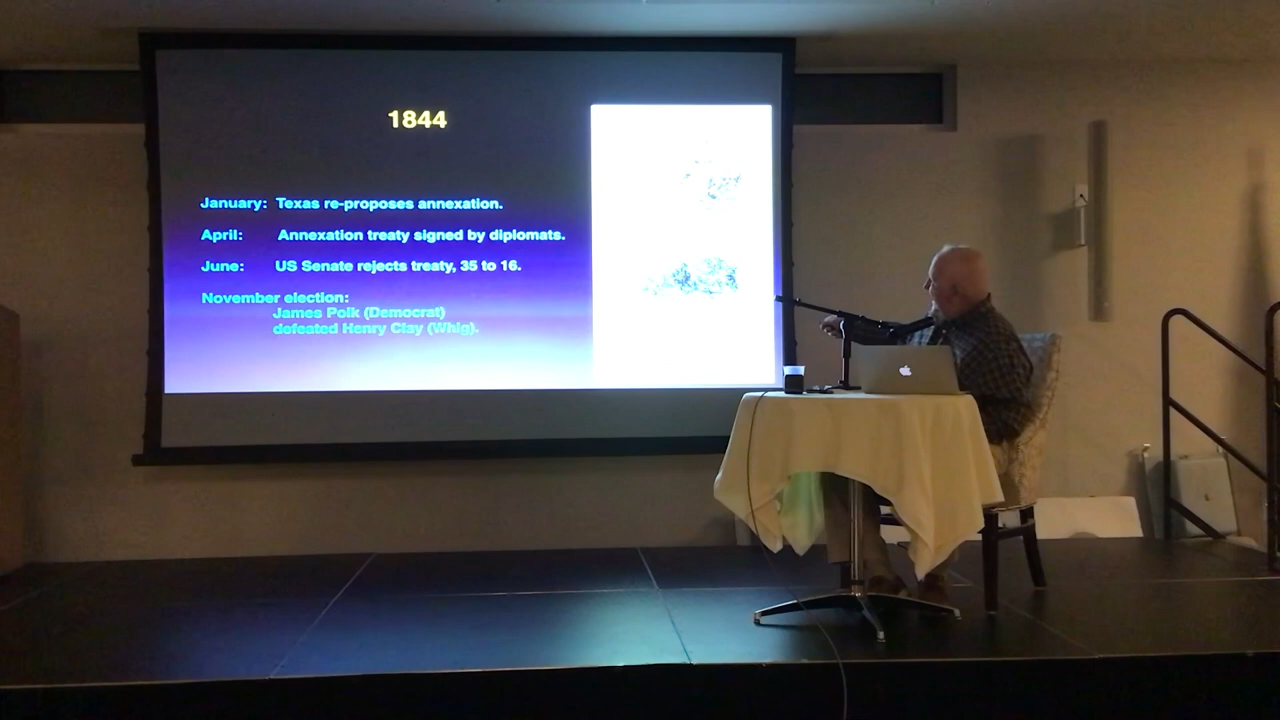 1844
January: Texas re-proposes annexation.
April: Annexation treaty signed by diplomats.
June: US Senate rejects treaty, 35 to 16.
November election:
James Polk (Democrat)
defeated Henry Clay (Whig).